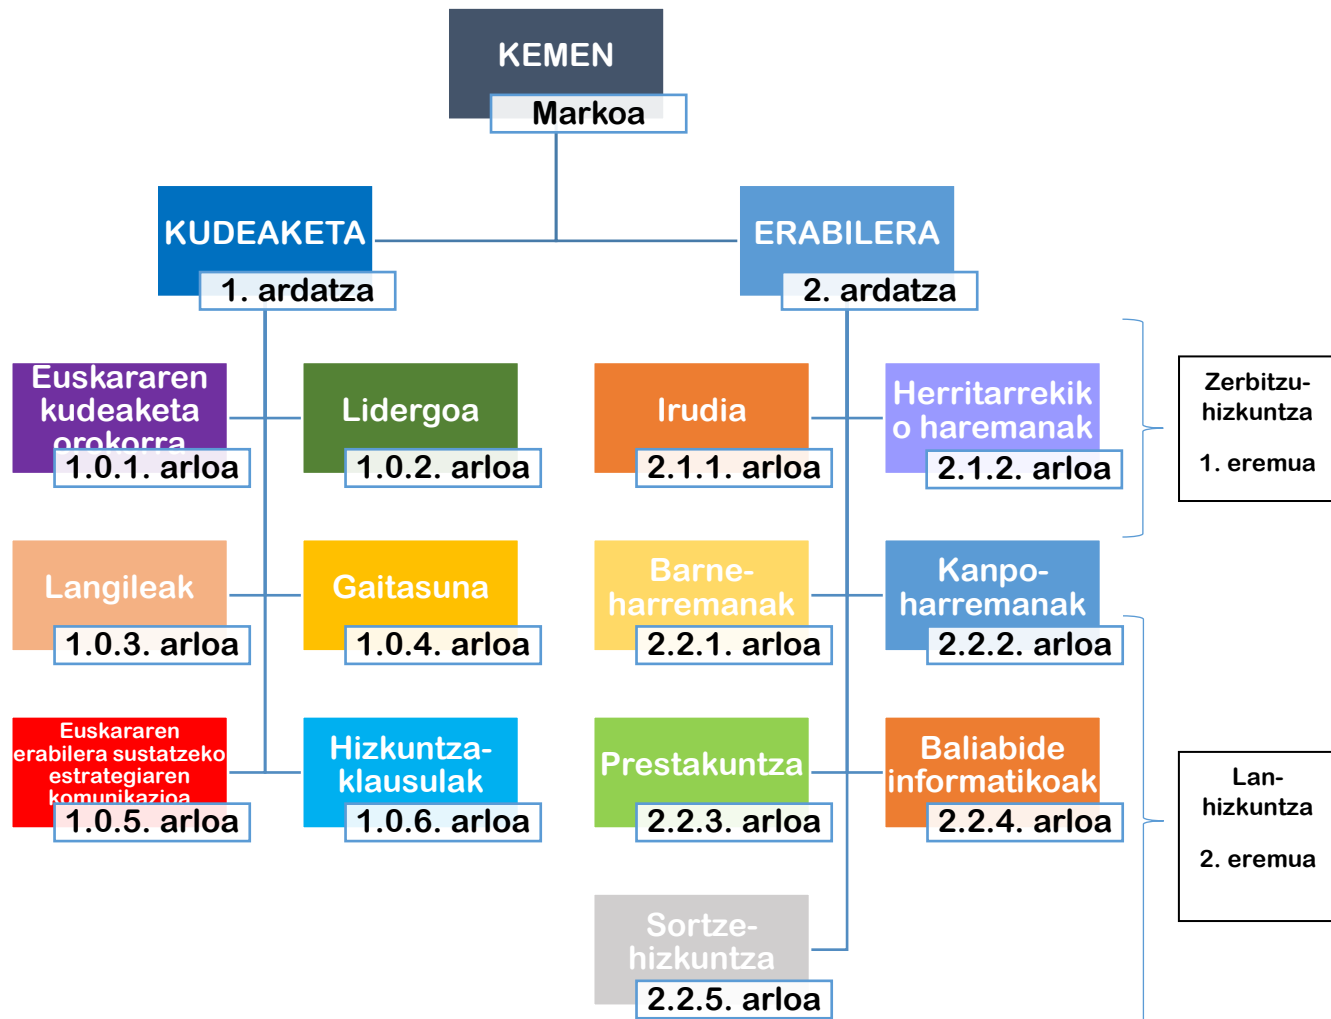 KEMEN
Markoa
KUDEAKETA
1. ardatza
ERABILERA
2. ardatza
Euskararen
kudeaketa
orokorra
1.0.1. arloa
Lidergoa
1.0.2. arloa
Irudia
2.1.1. arloa
Herritarrekik
o haremanak
2.1.2. arloa
Zerbitzu-
hizkuntza
1. eremua
Langileak
1.0.3. arloa
Gaitasuna
1.0.4. arloa
Barne-
harremanak
2.2.1. arloa
Kanpo-
harremanak
2.2.2. arloa
Euskararen
erabilera sustatzeko
estrategiaren
komunikazioa
1.0.5. arloa
Hizkuntza-
klausulak
1.0.6. arloa
Prestakuntza
2.2.3. arloa
Baliabide
informatikoak
2.2.4. arloa
Lan-
hizkuntza
2. eremua
Sortze-
hizkuntza
2.2.5. arloa